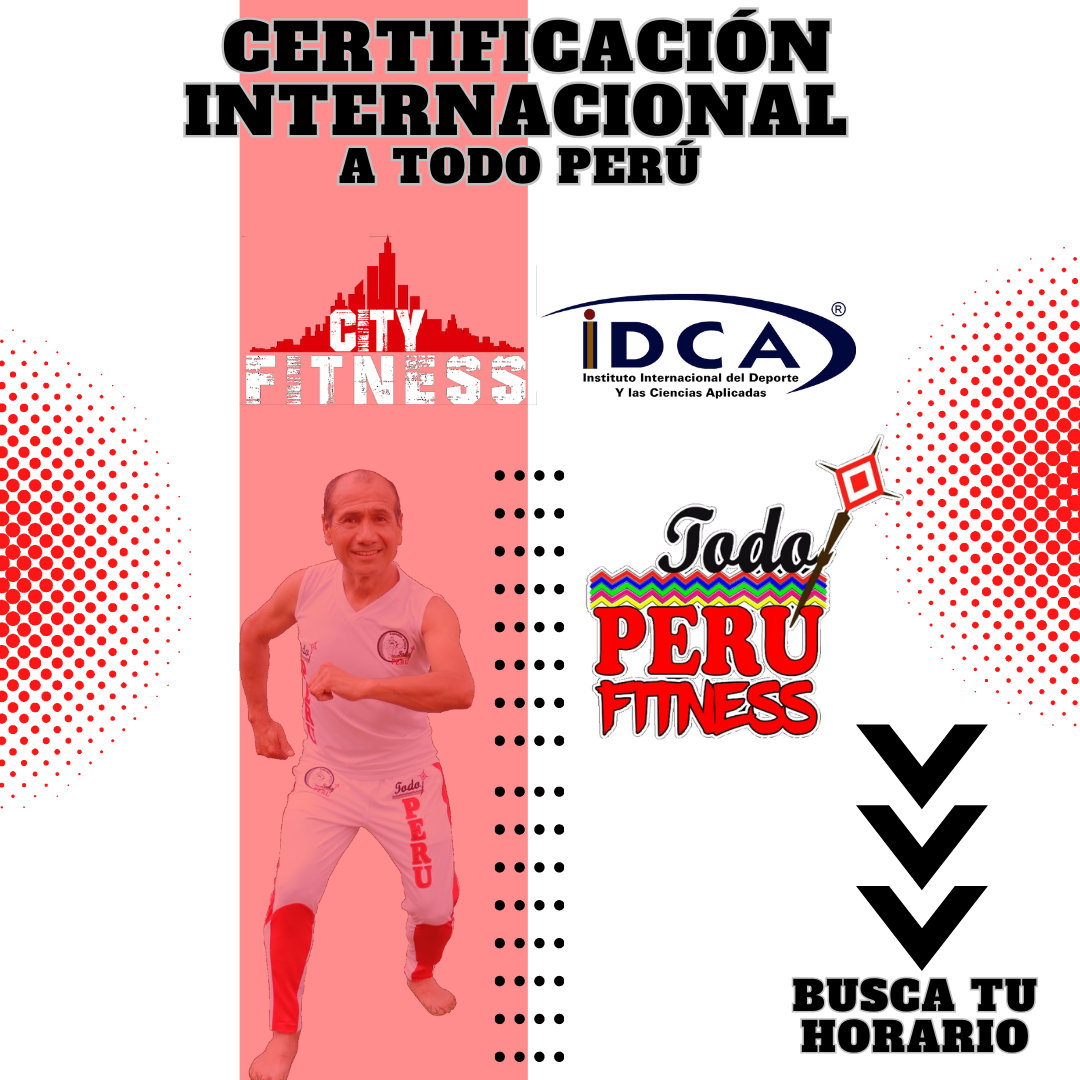 CERTIFICACIÓN
INTERNACIONAL
A TODO PERÚ
CITY
FITNESS
IDCA®
Instituto Internacional del Deporte
Y las Ciencias Aplicadas
Todo
PERU
FITNESS
Todo
PERU
BUSCA TU
HORARIO